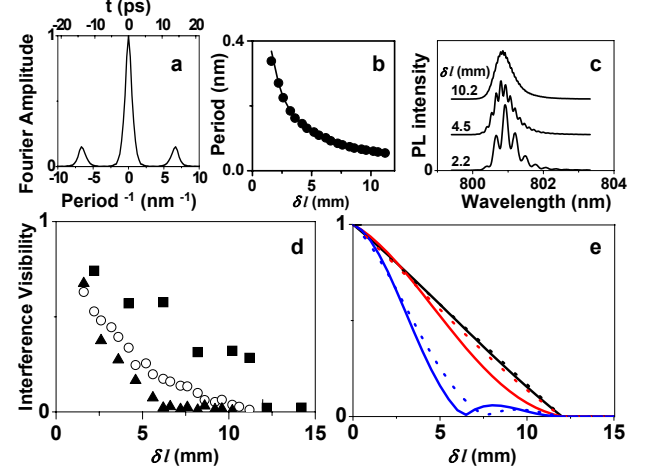 t (ps)
-20 -10 0 10 20
1
0
Fourier Amplitude
a
-10 -5 0 5 10
Period -1 (nm -1)
0.4
0.0
Period (nm)
b
0 5 10
δl (mm)
PL intensity
c
δl (mm)
10.2
4.5
2.2
800 802 804
Wavelength (nm)
1
0
Interference Visibility
d
0 5 10 15
δl (mm)
1
0
e
0 5 10 15
δl (mm)